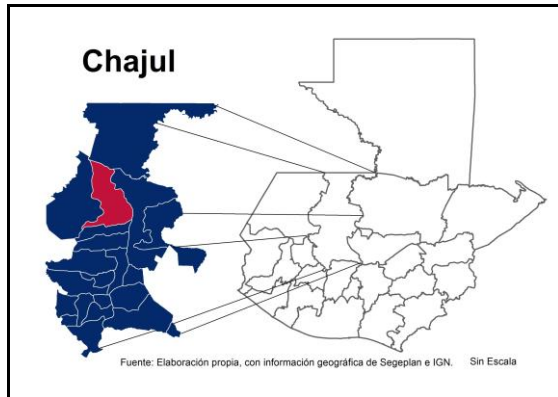 Chajul
Fuente: Elaboración propia, con información geográfica de Segeplan e IGN. Sin Escala